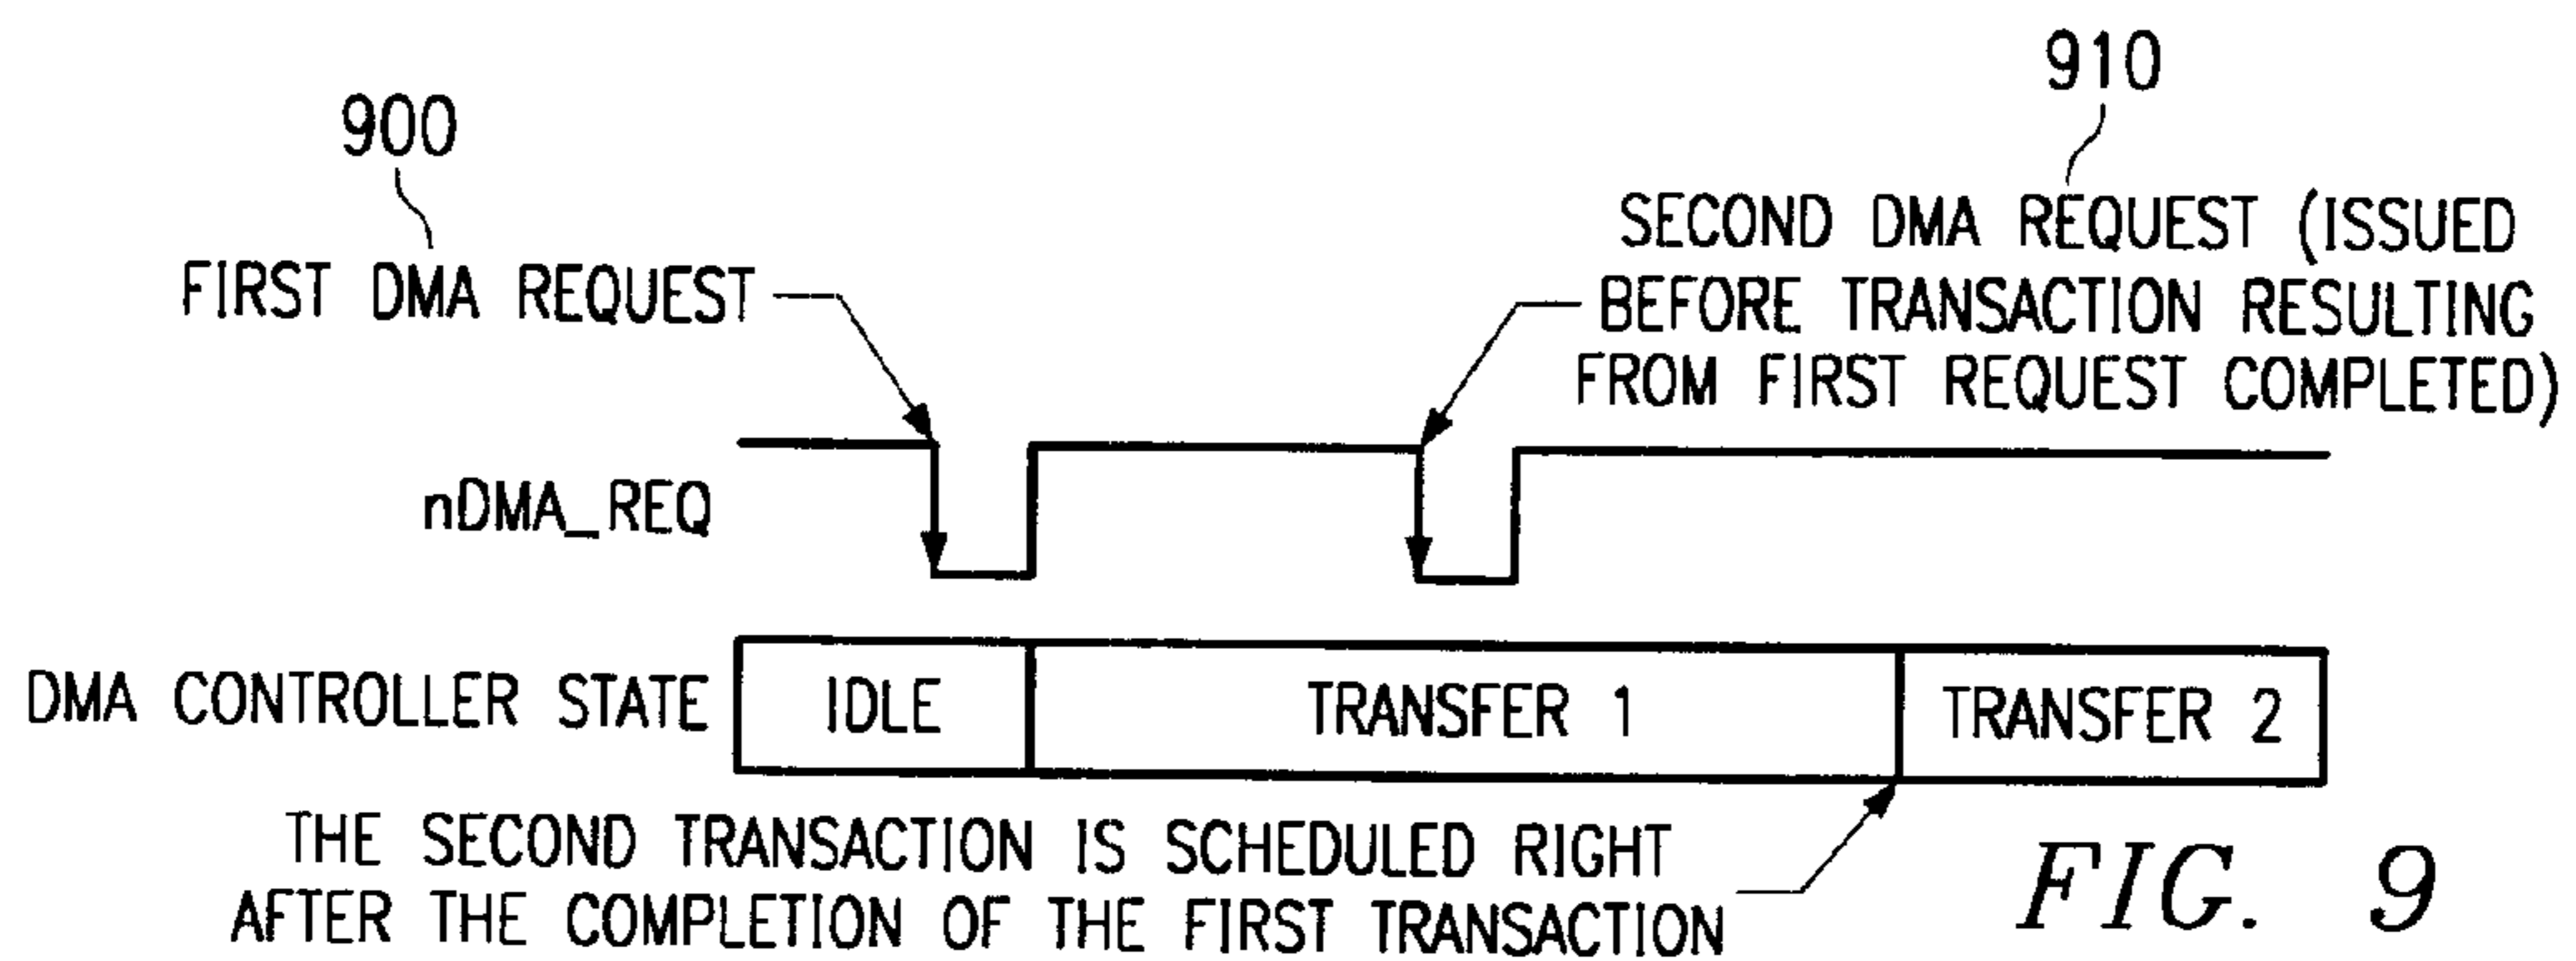 910
900
SECOND DMA REQUEST (ISSUED
BEFORE TRANSACTION RESULTING
FROM FIRST REQUEST COMPLETED)
FIRST DMA REQUEST
nDMA_REQ
DMA CONTROLLER STATE
IDLE
TRANSFER 1
TRANSFER 2
THE SECOND TRANSACTION IS SCHEDULED RIGHT
AFTER THE COMPLETION OF THE FIRST TRANSACTION
FIG. 9